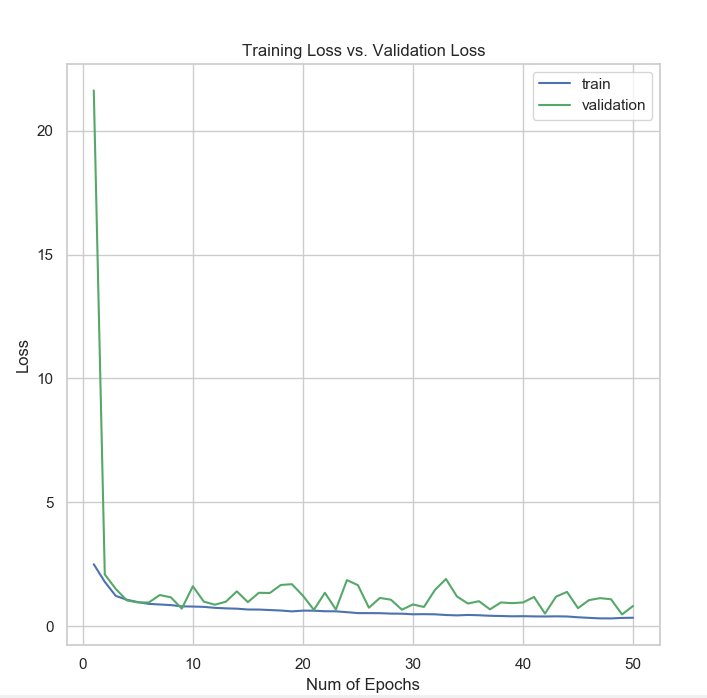 Training Loss vs. Validation Loss
train
validation
20
15
10
5
0
Loss
0 10 20 30 40 50
Num of Epochs